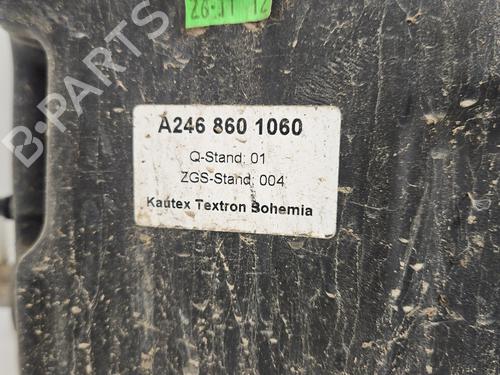 26.11 12
A246 860 1060
Q-Stand: 01
ZGS-Stand: 004
Kautex Textron Bohemia
B-PARTS